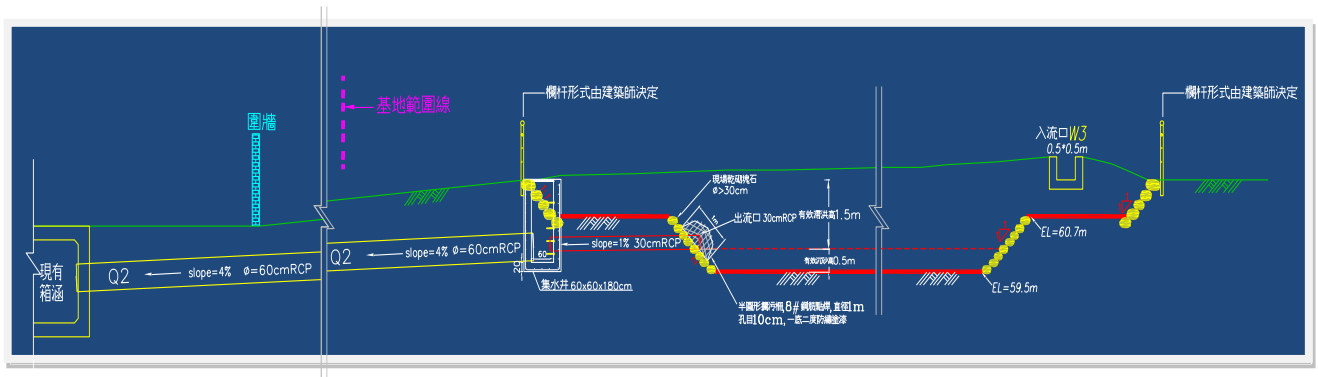 欄杆形式由建築師決定
欄杆形式由建築師決定
基地範圍線
圍牆
入流口W3
0.5*0.5m
現場乾砌塊石
Ø>30cm
出流口 30cmRCP
有效滯洪高1.5m
EL=60.7m
slope=1% 30cmRCP
Q2
slope=4% Ø=60cmRCP
60
有效沉砂高0.5m
20
Q2
slope=4% Ø=60cmRCP
現有
箱涵
集水井 60x60x180cm
EL=59.5m
半圓形攔污柵, 8# 鋼筋點焊, 直徑1m
孔目10cm, 一底二度防鏽塗漆